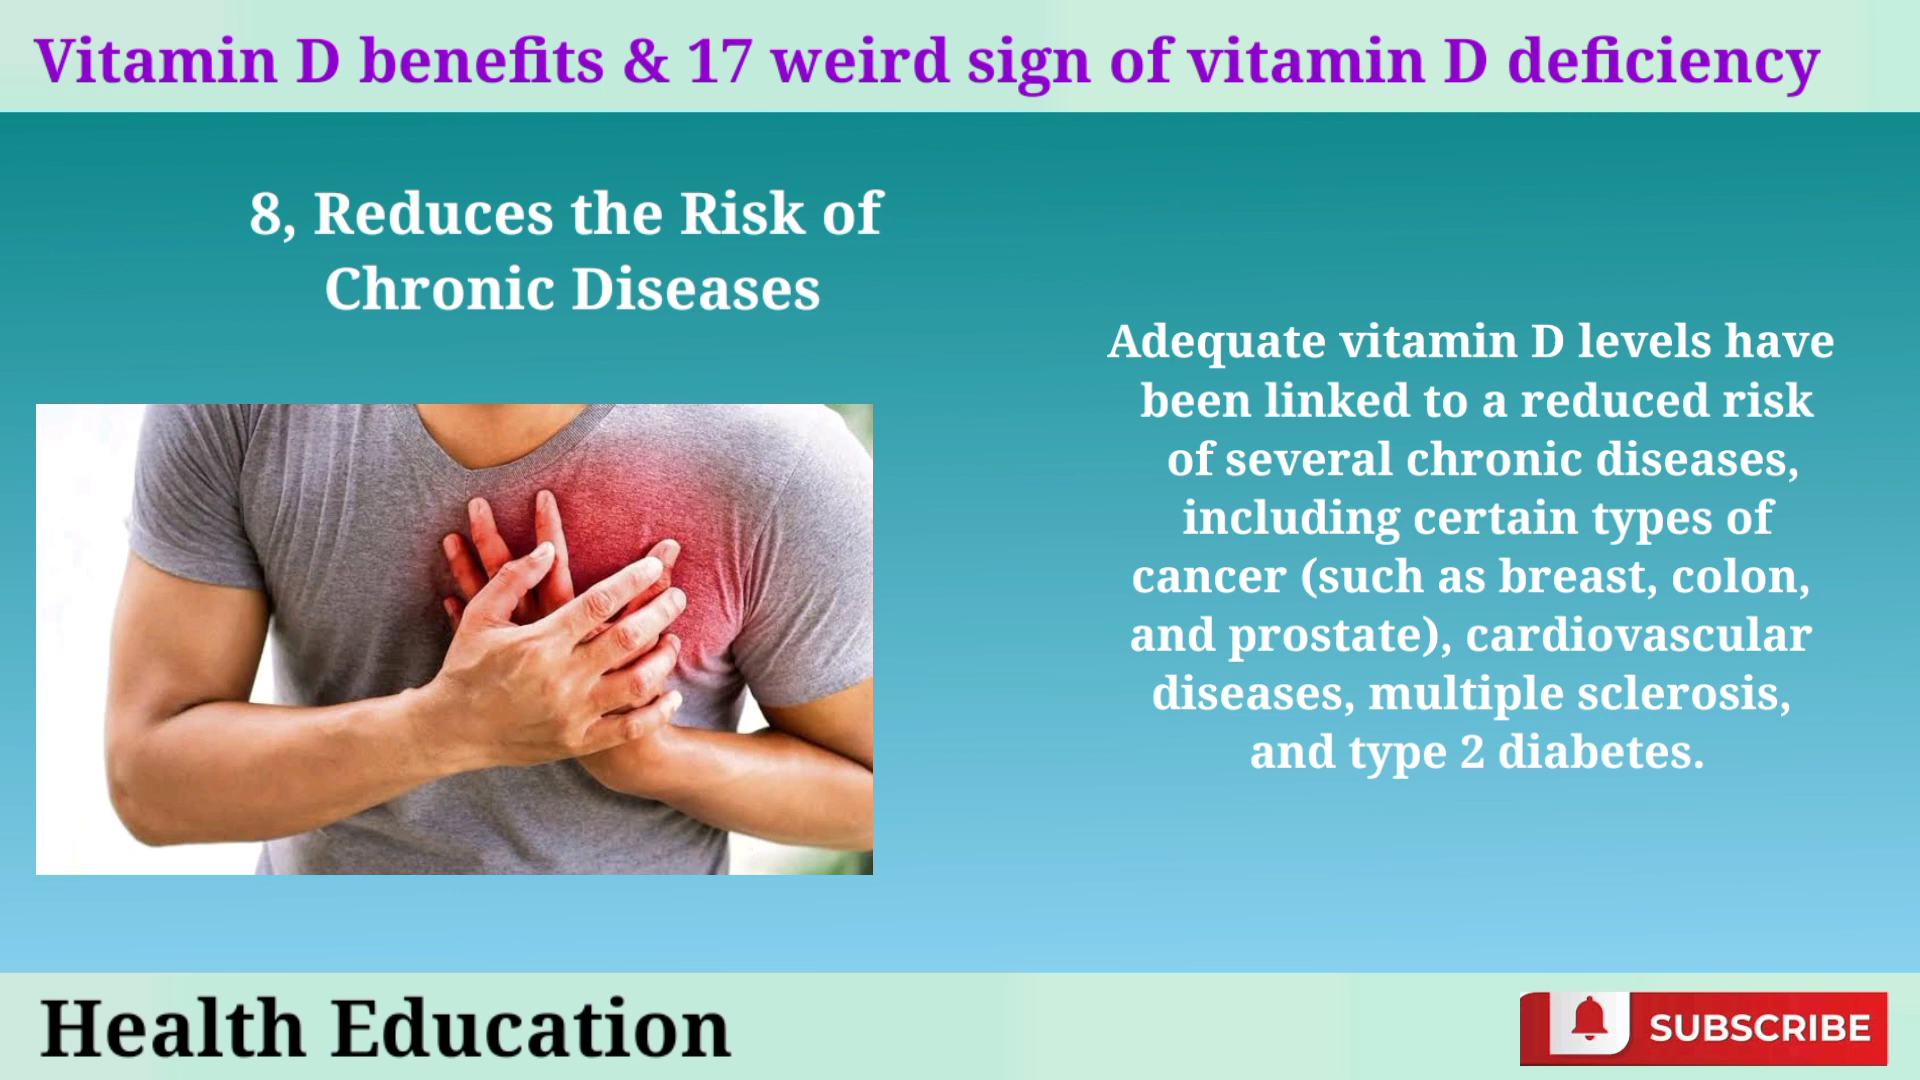 Vitamin D benefits & 17 weird sign of vitamin D deficiency
8, Reduces the Risk of
Chronic Diseases
Adequate vitamin D levels have
been linked to a reduced risk
of several chronic diseases,
including certain types of
cancer (such as breast, colon,
and prostate), cardiovascular
diseases, multiple sclerosis,
and type 2 diabetes.
Health Education
SUBSCRIBE